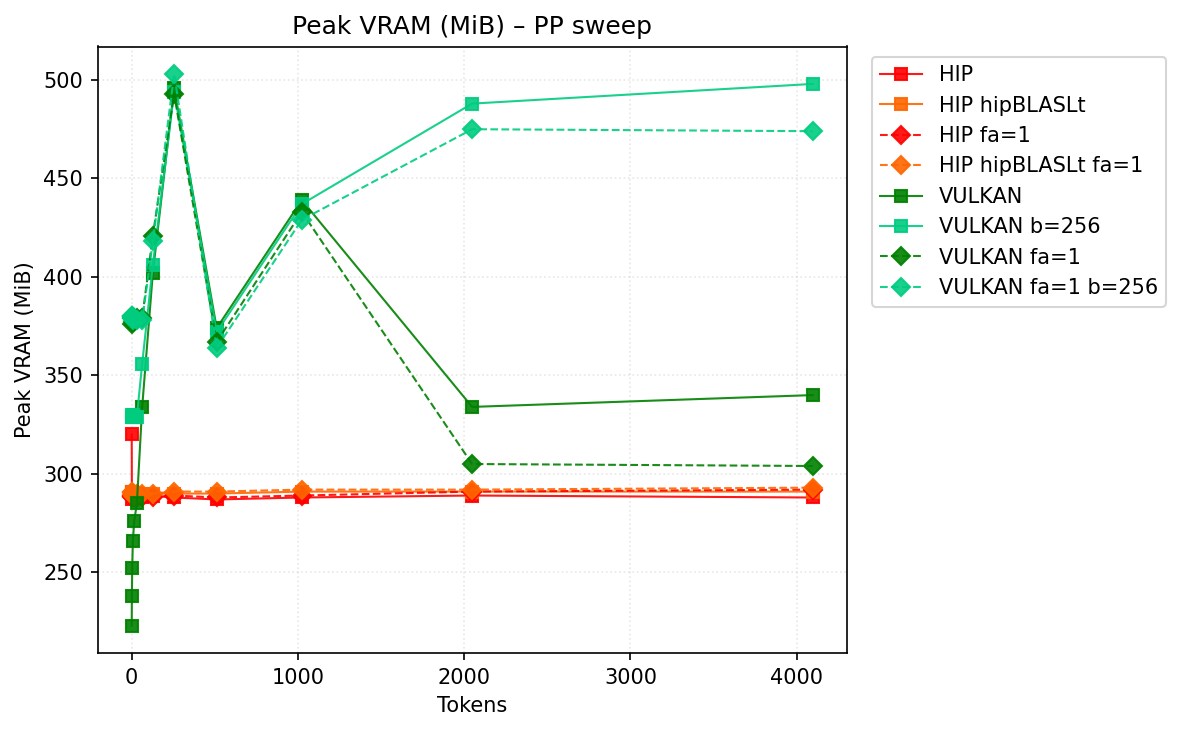 Peak VRAM (MiB) – PP sweep
500
450
400
350
300
250
Peak VRAM (MiB)
0
1000
2000
3000
4000
Tokens
HIP
HIP hipBLASLt
HIP fa=1
HIP hipBLASLt fa=1
VULKAN
VULKAN b=256
VULKAN fa=1
VULKAN fa=1 b=256